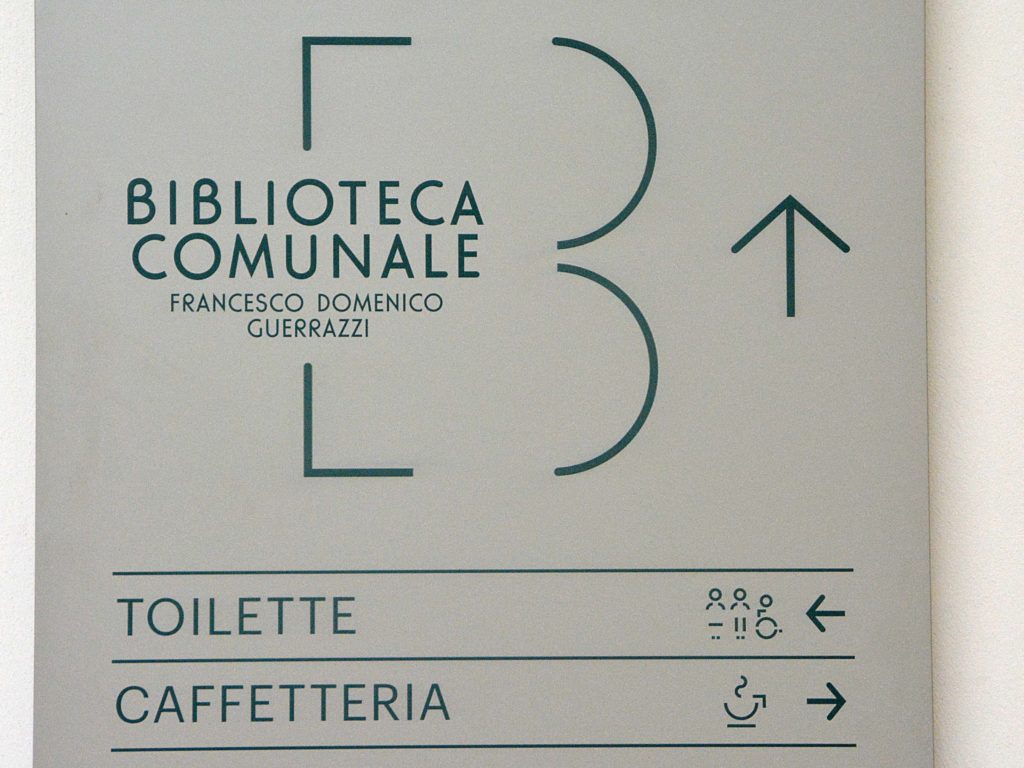 BIBLIOTECA
COMUNALE
FRANCESCO DOMENICO
GUERRAZZI
TOILETTE
CAFFETTERIA